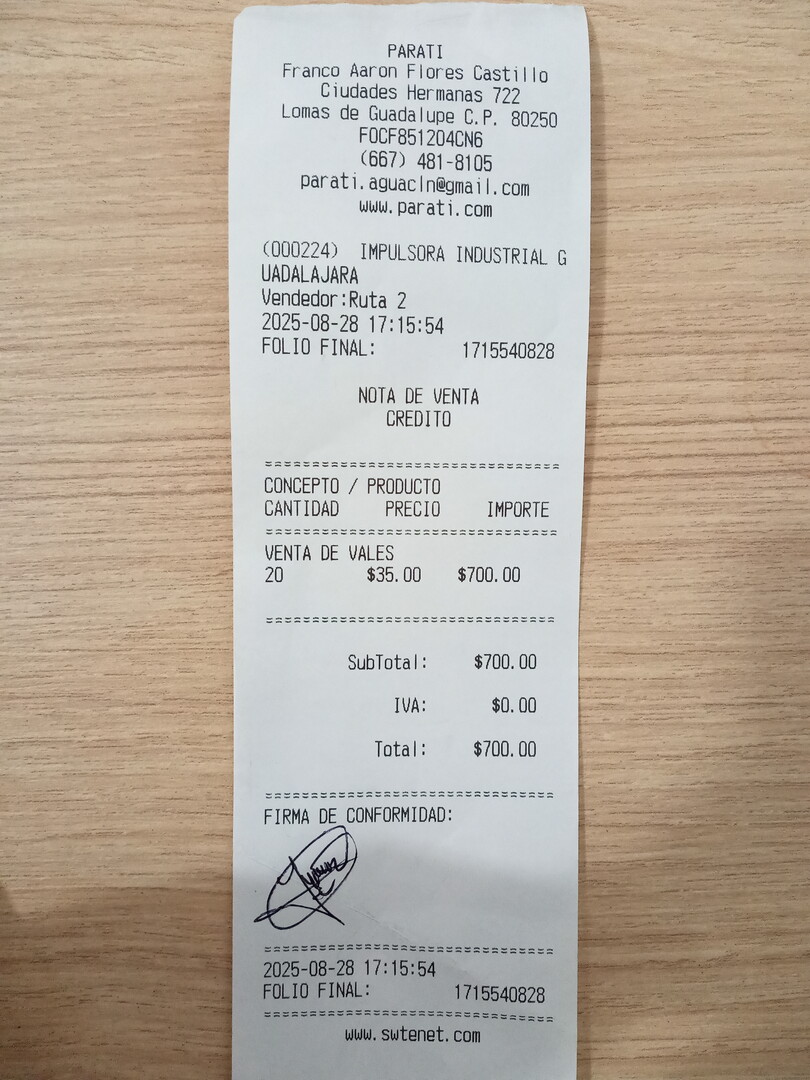 PARATI
Franco Aaron Flores Castillo
Ciudades Hermanas 722
Lomas de Guadalupe C.P. 80250
FOCF851204CN6
(667) 481-8105
parati.aguacln@gmail.com
www.parati.com
(000224) IMPULSORA INDUSTRIAL G
UADALAJARA
Vendedor:Ruta 2
2025-08-28 17:15:54
FOLIO FINAL: 1715540828
NOTA DE VENTA
CREDITO
==============================
CONCEPTO / PRODUCTO
CANTIDAD PRECIO IMPORTE
==============================
VENTA DE VALES
20 $35.00 $700.00
==============================
SubTotal: $700.00
IVA: $0.00
Total: $700.00
==============================
FIRMA DE CONFORMIDAD:
==============================
2025-08-28 17:15:54
FOLIO FINAL: 1715540828
==============================
www.swtenet.com